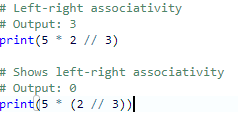 # Left-right associativity
# Output: 3
print(5 * 2 // 3)
# Shows left-right associativity
# Output: 0
print(5 * (2 // 3))